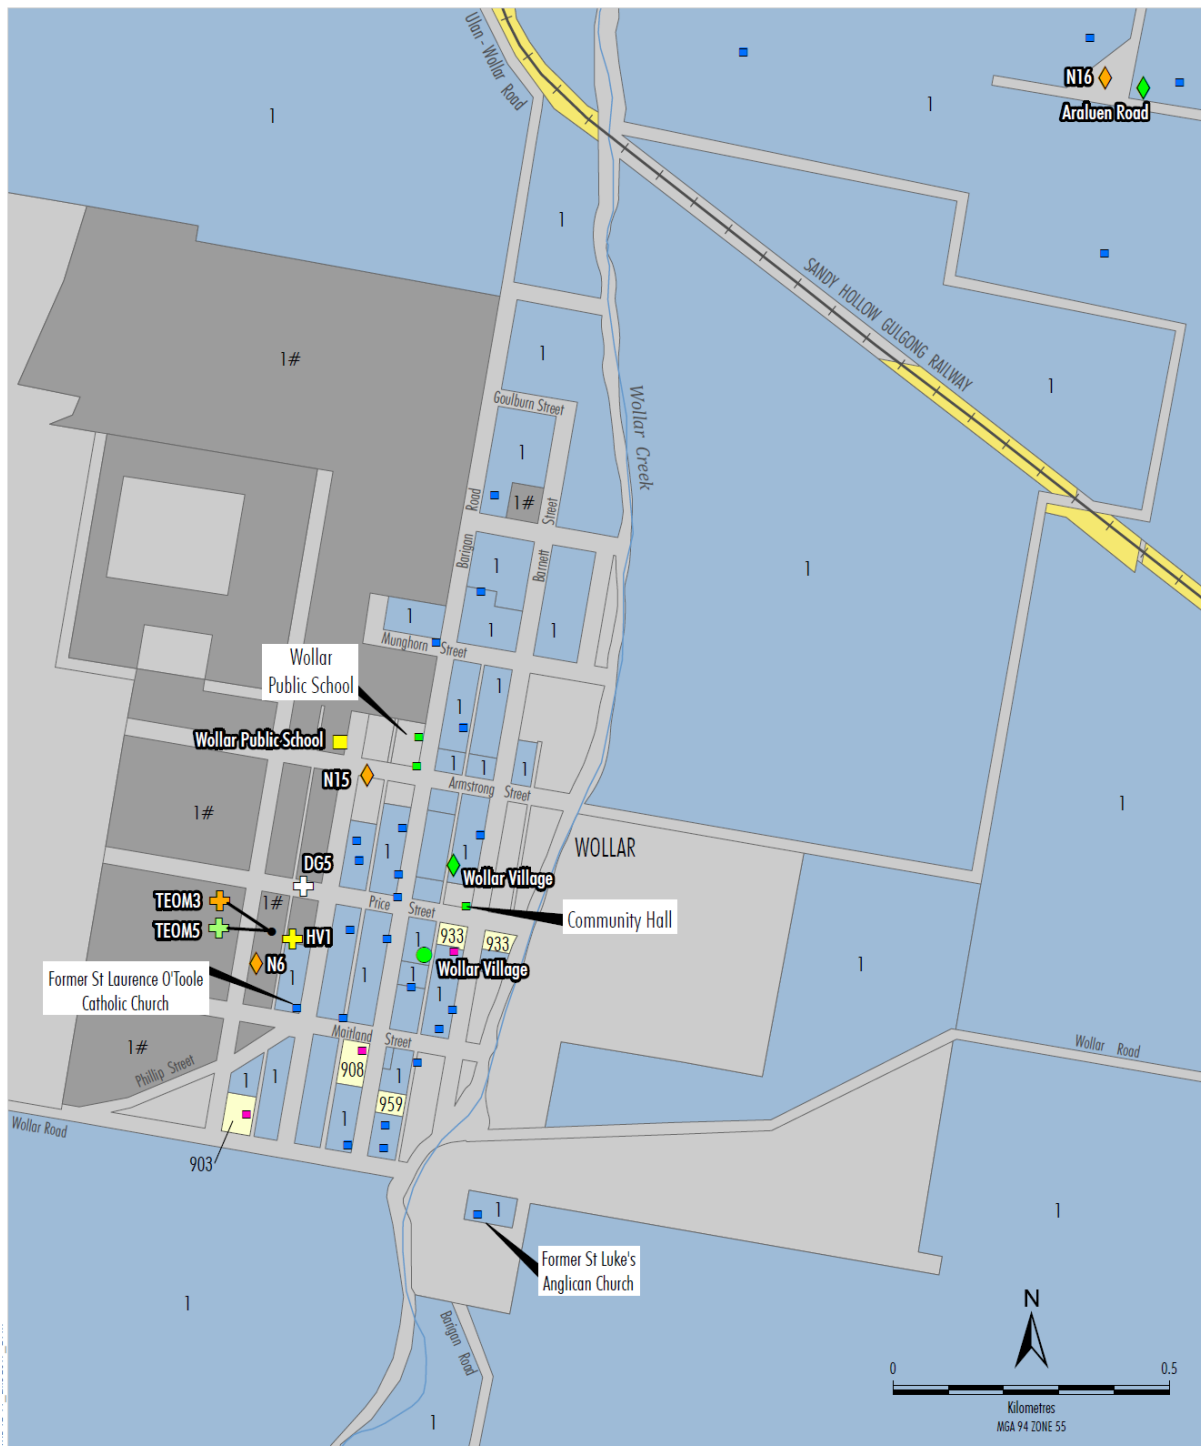 Ulan - Wollar Road
N16
Araluen Road
1
1
1
SANDY HOLLOW GULGONG RAILWAY
1#
1
1
Goulburn Street
Wollar Creek
1
1#
Barigan Road
Barnett Street
1
1
1
1
1
Munghorn Street
Wollar
Public School
1
1
Wollar Public School
N15
1
1
1
Armstrong Street
1
1#
1
1
WOLLAR
DG5
Wollar Village
TEOM3
1#
Price Street
Community Hall
TEOM5
HV1
1
933
933
N6
Wollar Village
1
Former St Laurence O'Toole
Catholic Church
1
1
1
1
Maitland Street
1#
Phillip Street
908
1
1
1
Wollar Road
959
1
Wollar Road
903
1
1
Former St Luke's
Anglican Church
1
Barigan Road
1
N
0
0.5
Kilometres
MGA 94 ZONE 55